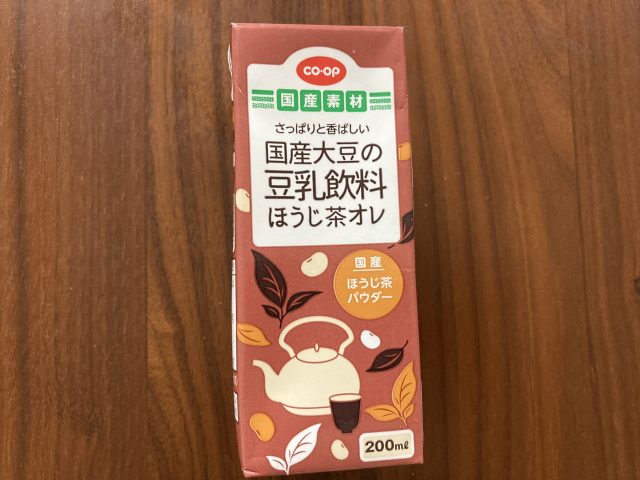 CO·OP
国産素材
さっぱりと香ばしい
国産大豆の
豆乳飲料
ほうじ茶オレ
国産
ほうじ茶
パウダー
200mℓ